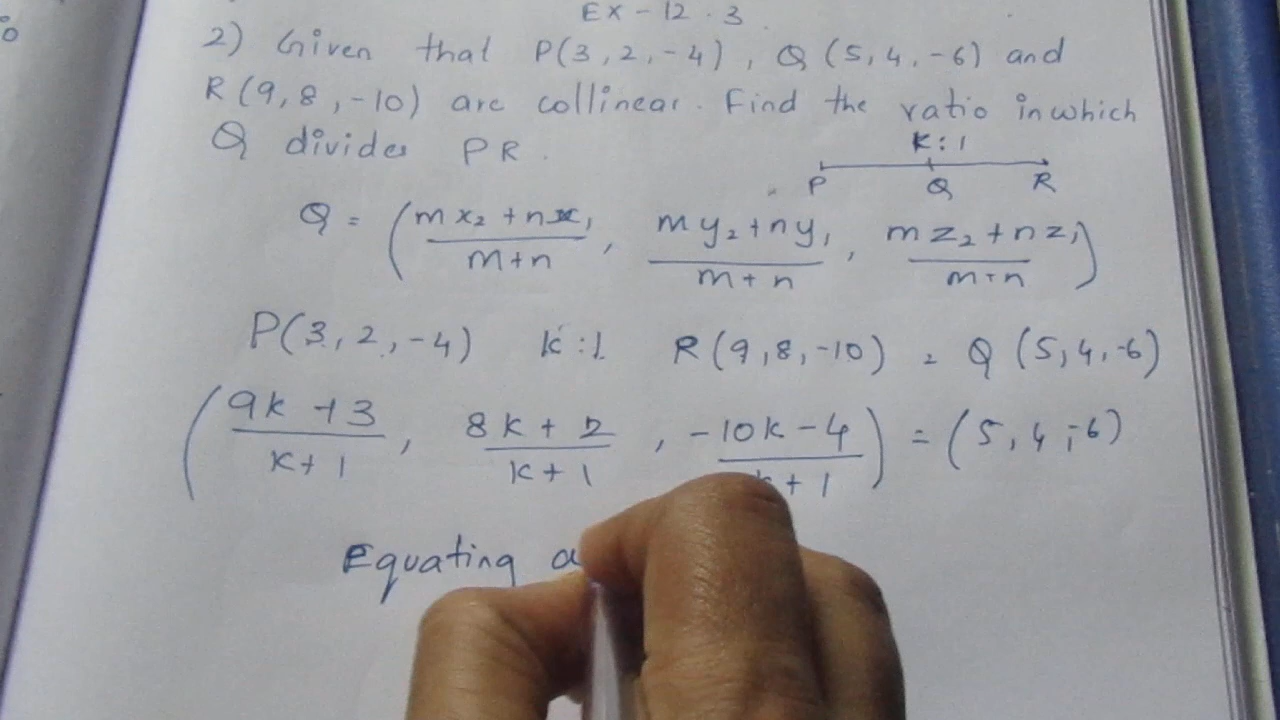 EX - 12.3
2) Given that P(3, 2, -4), Q (5, 4, -6) and
R (9, 8, -10) are collinear. Find the ratio in which
Q divides PR.
K : 1
P Q R
Q = ( mx₂ + nx₁ / m+n , my₂ + ny₁ / m + n , mz₂ + nz₁ / m+n )
P(3, 2, -4) K : 1 R (9, 8, -10) = Q (5, 4, -6)
( 9K + 3 / K + 1 , 8K + 2 / K + 1 , -10K - 4 / K + 1 ) = (5, 4, -6)
Equating